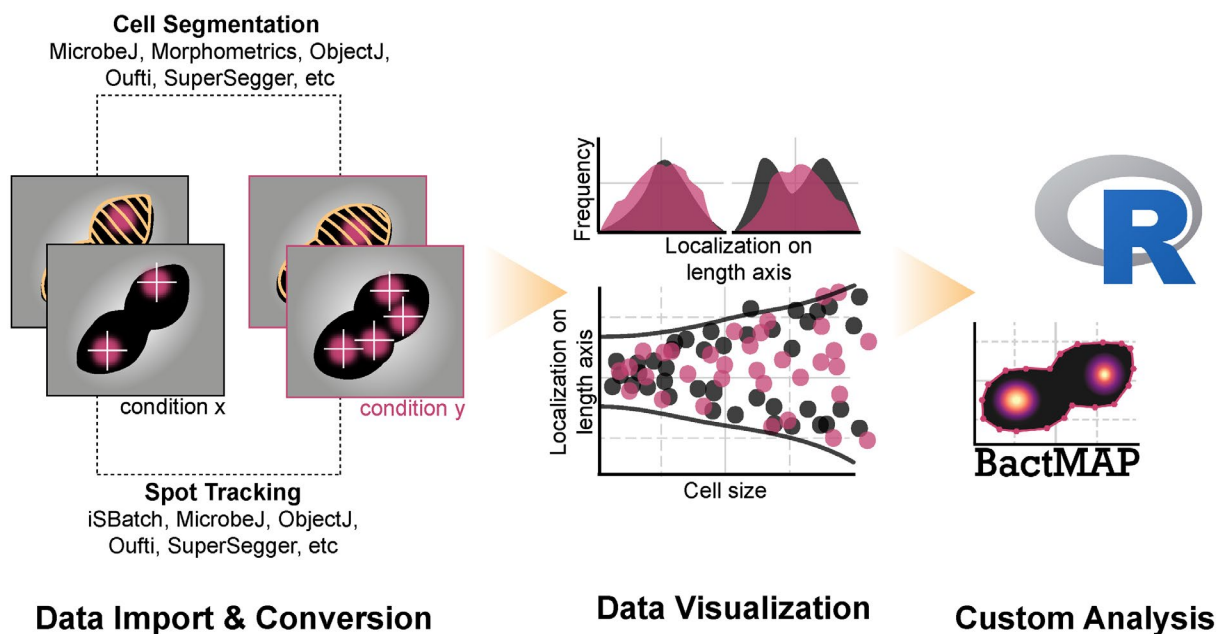 Cell Segmentation
MicrobeJ, Morphometrics, ObjectJ,
Oufti, SuperSegger, etc
condition x
condition y
Spot Tracking
iSBatch, MicrobeJ, ObjectJ,
Oufti, SuperSegger, etc
Data Import & Conversion
Frequency
Localization on
length axis
Localization on
length axis
Cell size
Data Visualization
R
BactMAP
Custom Analysis